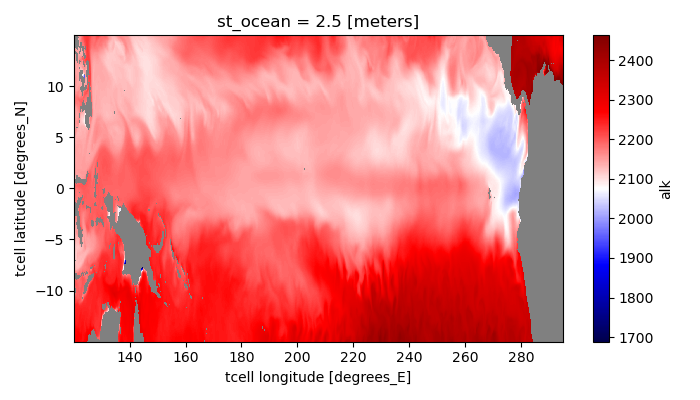 st_ocean = 2.5 [meters]
10
5
0
−5
−10
tcell latitude [degrees_N]
140 160 180 200 220 240 260 280
tcell longitude [degrees_E]
2400
2300
2200
2100
2000
1900
1800
1700
alk